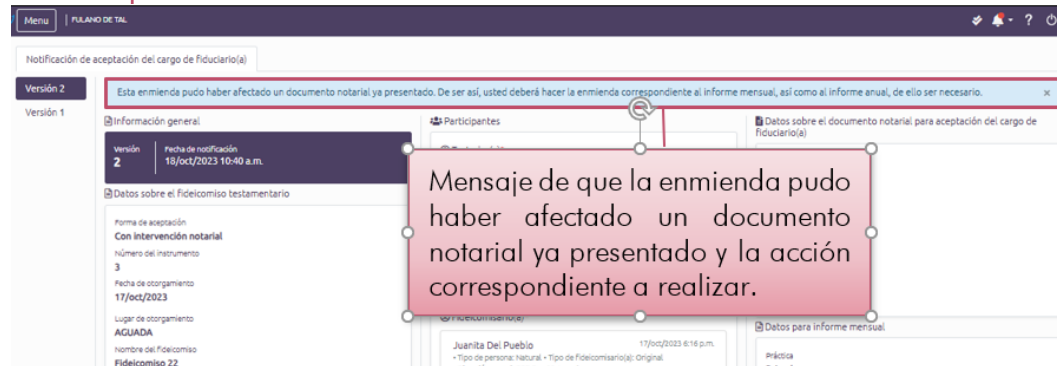 Menu | FULANO DE TAL
?
Notificación de aceptación del cargo de fiduciario(a)
Versión 2
Versión 1
Esta enmienda pudo haber afectado un documento notarial ya presentado. De ser así, usted deberá hacer la enmienda correspondiente al informe mensual, así como al informe anual, de ello ser necesario.
×
Información general
Versión
2
Fecha de notificación
18/oct/2023 10:40 a.m.
Datos sobre el fideicomiso testamentario
Forma de aceptación
Con intervención notarial
Número del instrumento
3
Fecha de otorgamiento
17/oct/2023
Lugar de otorgamiento
AGUADA
Nombre del fideicomiso
Fideicomiso 22
Participantes
Mensaje de que la enmienda pudo
haber afectado un documento
notarial ya presentado y la acción
correspondiente a realizar.
Fideicomisario(a)
Juanita Del Pueblo
17/oct/2023 6:16 p.m.
• Tipo de persona: Natural • Tipo de Fideicomisario(a): Original
Datos sobre el documento notarial para aceptación del cargo de
fiduciario(a)
Datos para informe mensual
Práctica